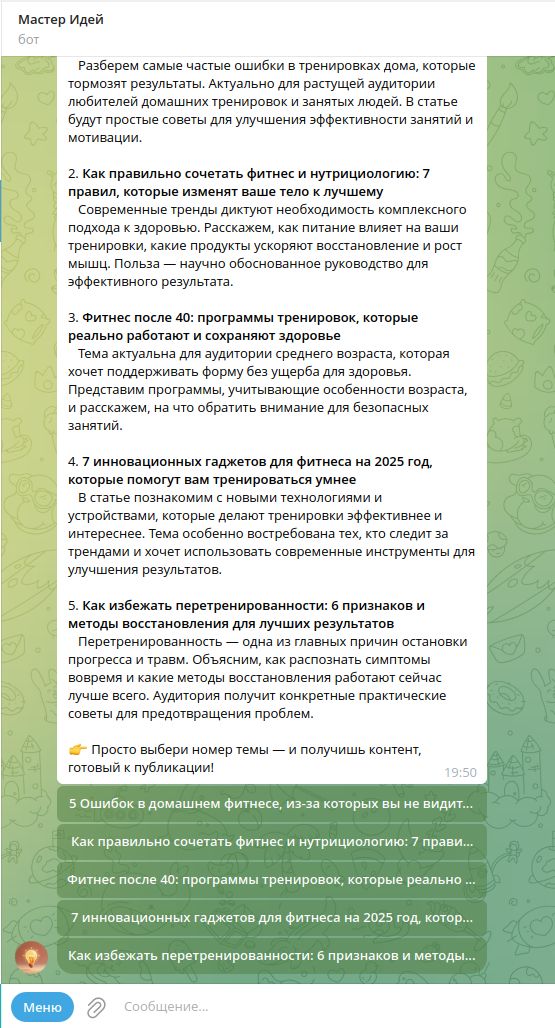 Мастер Идей
бот
Разберем самые частые ошибки в тренировках дома, которые
тормозят результаты. Актуально для растущей аудитории
любителей домашних тренировок и занятых людей. В статье
будут простые советы для улучшения эффективности занятий и
мотивации.
2. Как правильно сочетать фитнес и нутрициологию: 7
правил, которые изменят ваше тело к лучшему
Современные тренды диктуют необходимость комплексного
подхода к здоровью. Расскажем, как питание влияет на ваши
тренировки, какие продукты ускоряют восстановление и рост
мышц. Польза — научно обоснованное руководство для
эффективного результата.
3. Фитнес после 40: программы тренировок, которые
реально работают и сохраняют здоровье
Тема актуальна для аудитории среднего возраста, которая
хочет поддерживать форму без ущерба для здоровья.
Представим программы, учитывающие особенности возраста,
и расскажем, на что обратить внимание для безопасных
занятий.
4. 7 инновационных гаджетов для фитнеса на 2025 год,
которые помогут вам тренироваться умнее
В статье познакомим с новыми технологиями и
устройствами, которые делают тренировки эффективнее и
интереснее. Тема особенно востребована тех, кто следит за
трендами и хочет использовать современные инструменты для
улучшения результатов.
5. Как избежать перетренированности: 6 признаков и
методы восстановления для лучших результатов
Перетренированность — одна из главных причин остановки
прогресса и травм. Объясним, как распознать симптомы
вовремя и какие методы восстановления работают сейчас
лучше всего. Аудитория получит конкретные практические
советы для предотвращения проблем.
👉 Просто выбери номер темы — и получишь контент,
готовый к публикации!
19:50
5 Ошибок в домашнем фитнесе, из-за которых вы не видит...
Как правильно сочетать фитнес и нутрициологию: 7 прави...
Фитнес после 40: программы тренировок, которые реально ...
7 инновационных гаджетов для фитнеса на 2025 год, котор...
Как избежать перетренированности: 6 признаков и методы...
Меню
Сообщение...